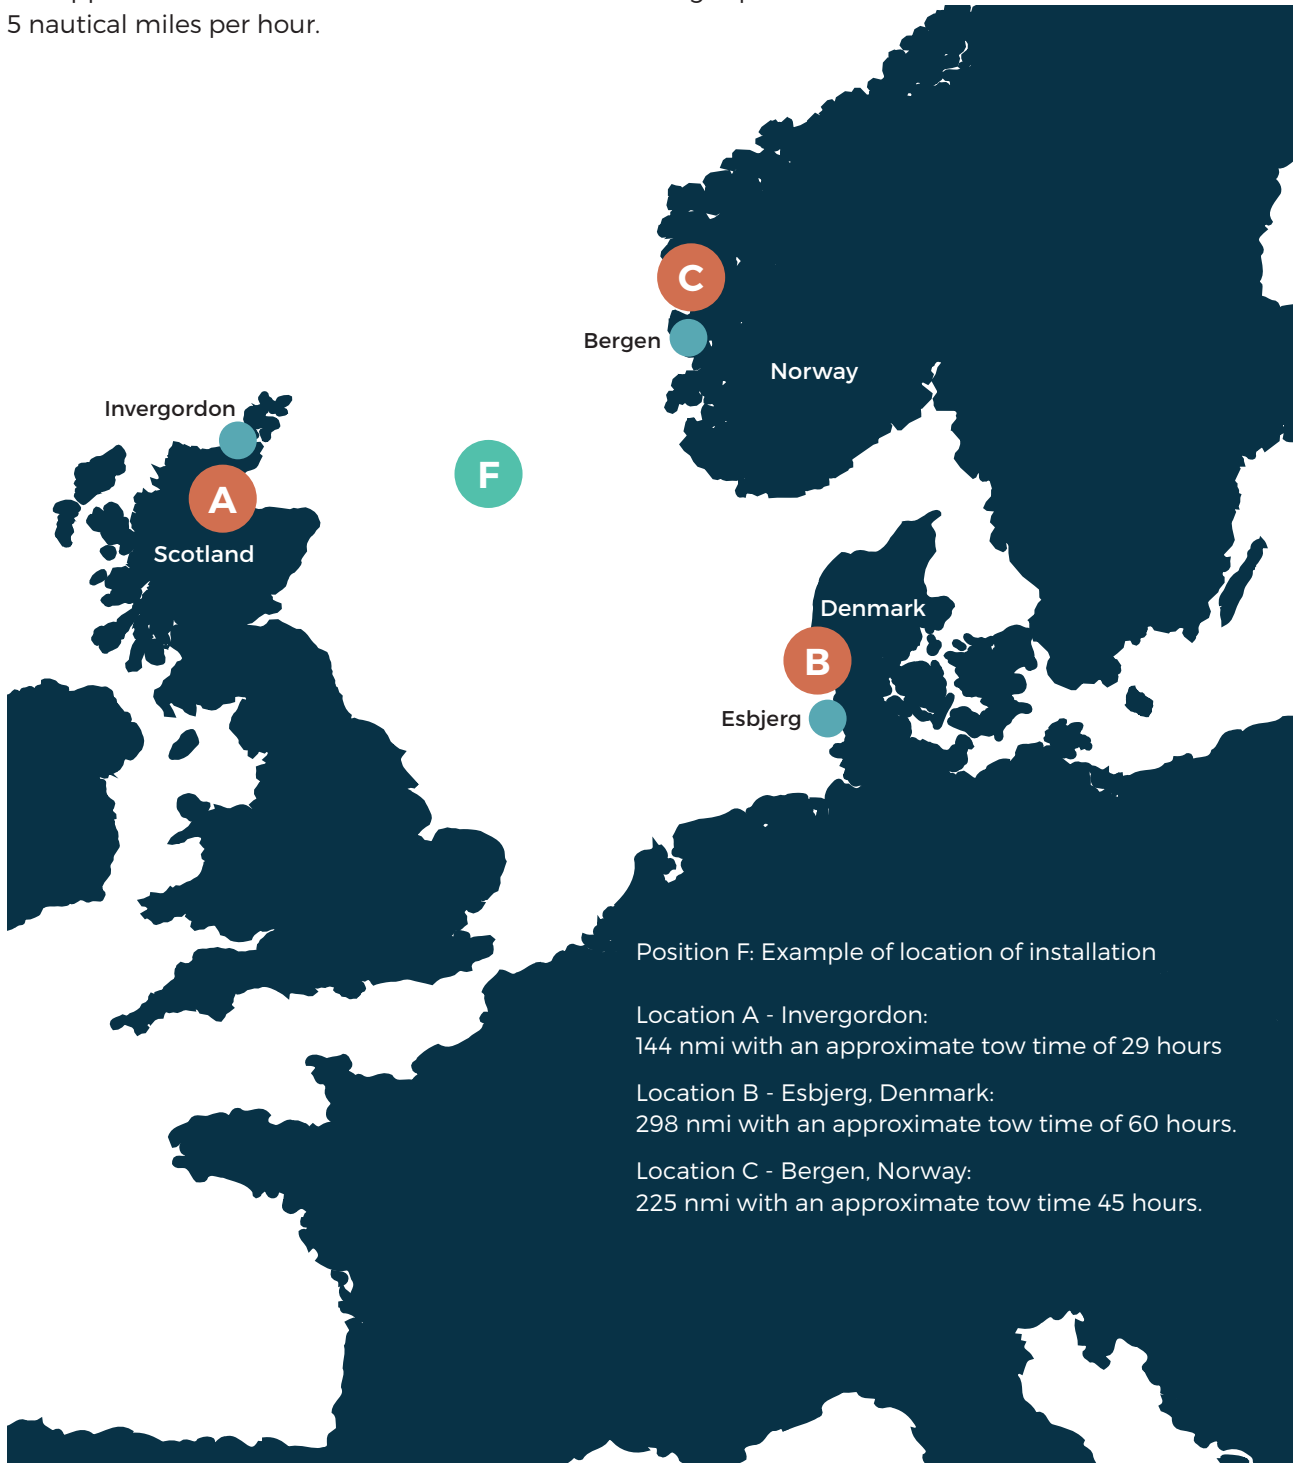 5 nautical miles per hour.
C
Bergen
Norway
Invergordon
F
A
Scotland
Denmark
B
Esbjerg
Position F: Example of location of installation
Location A - Invergordon:
144 nmi with an approximate tow time of 29 hours
Location B - Esbjerg, Denmark:
298 nmi with an approximate tow time of 60 hours.
Location C - Bergen, Norway:
225 nmi with an approximate tow time 45 hours.